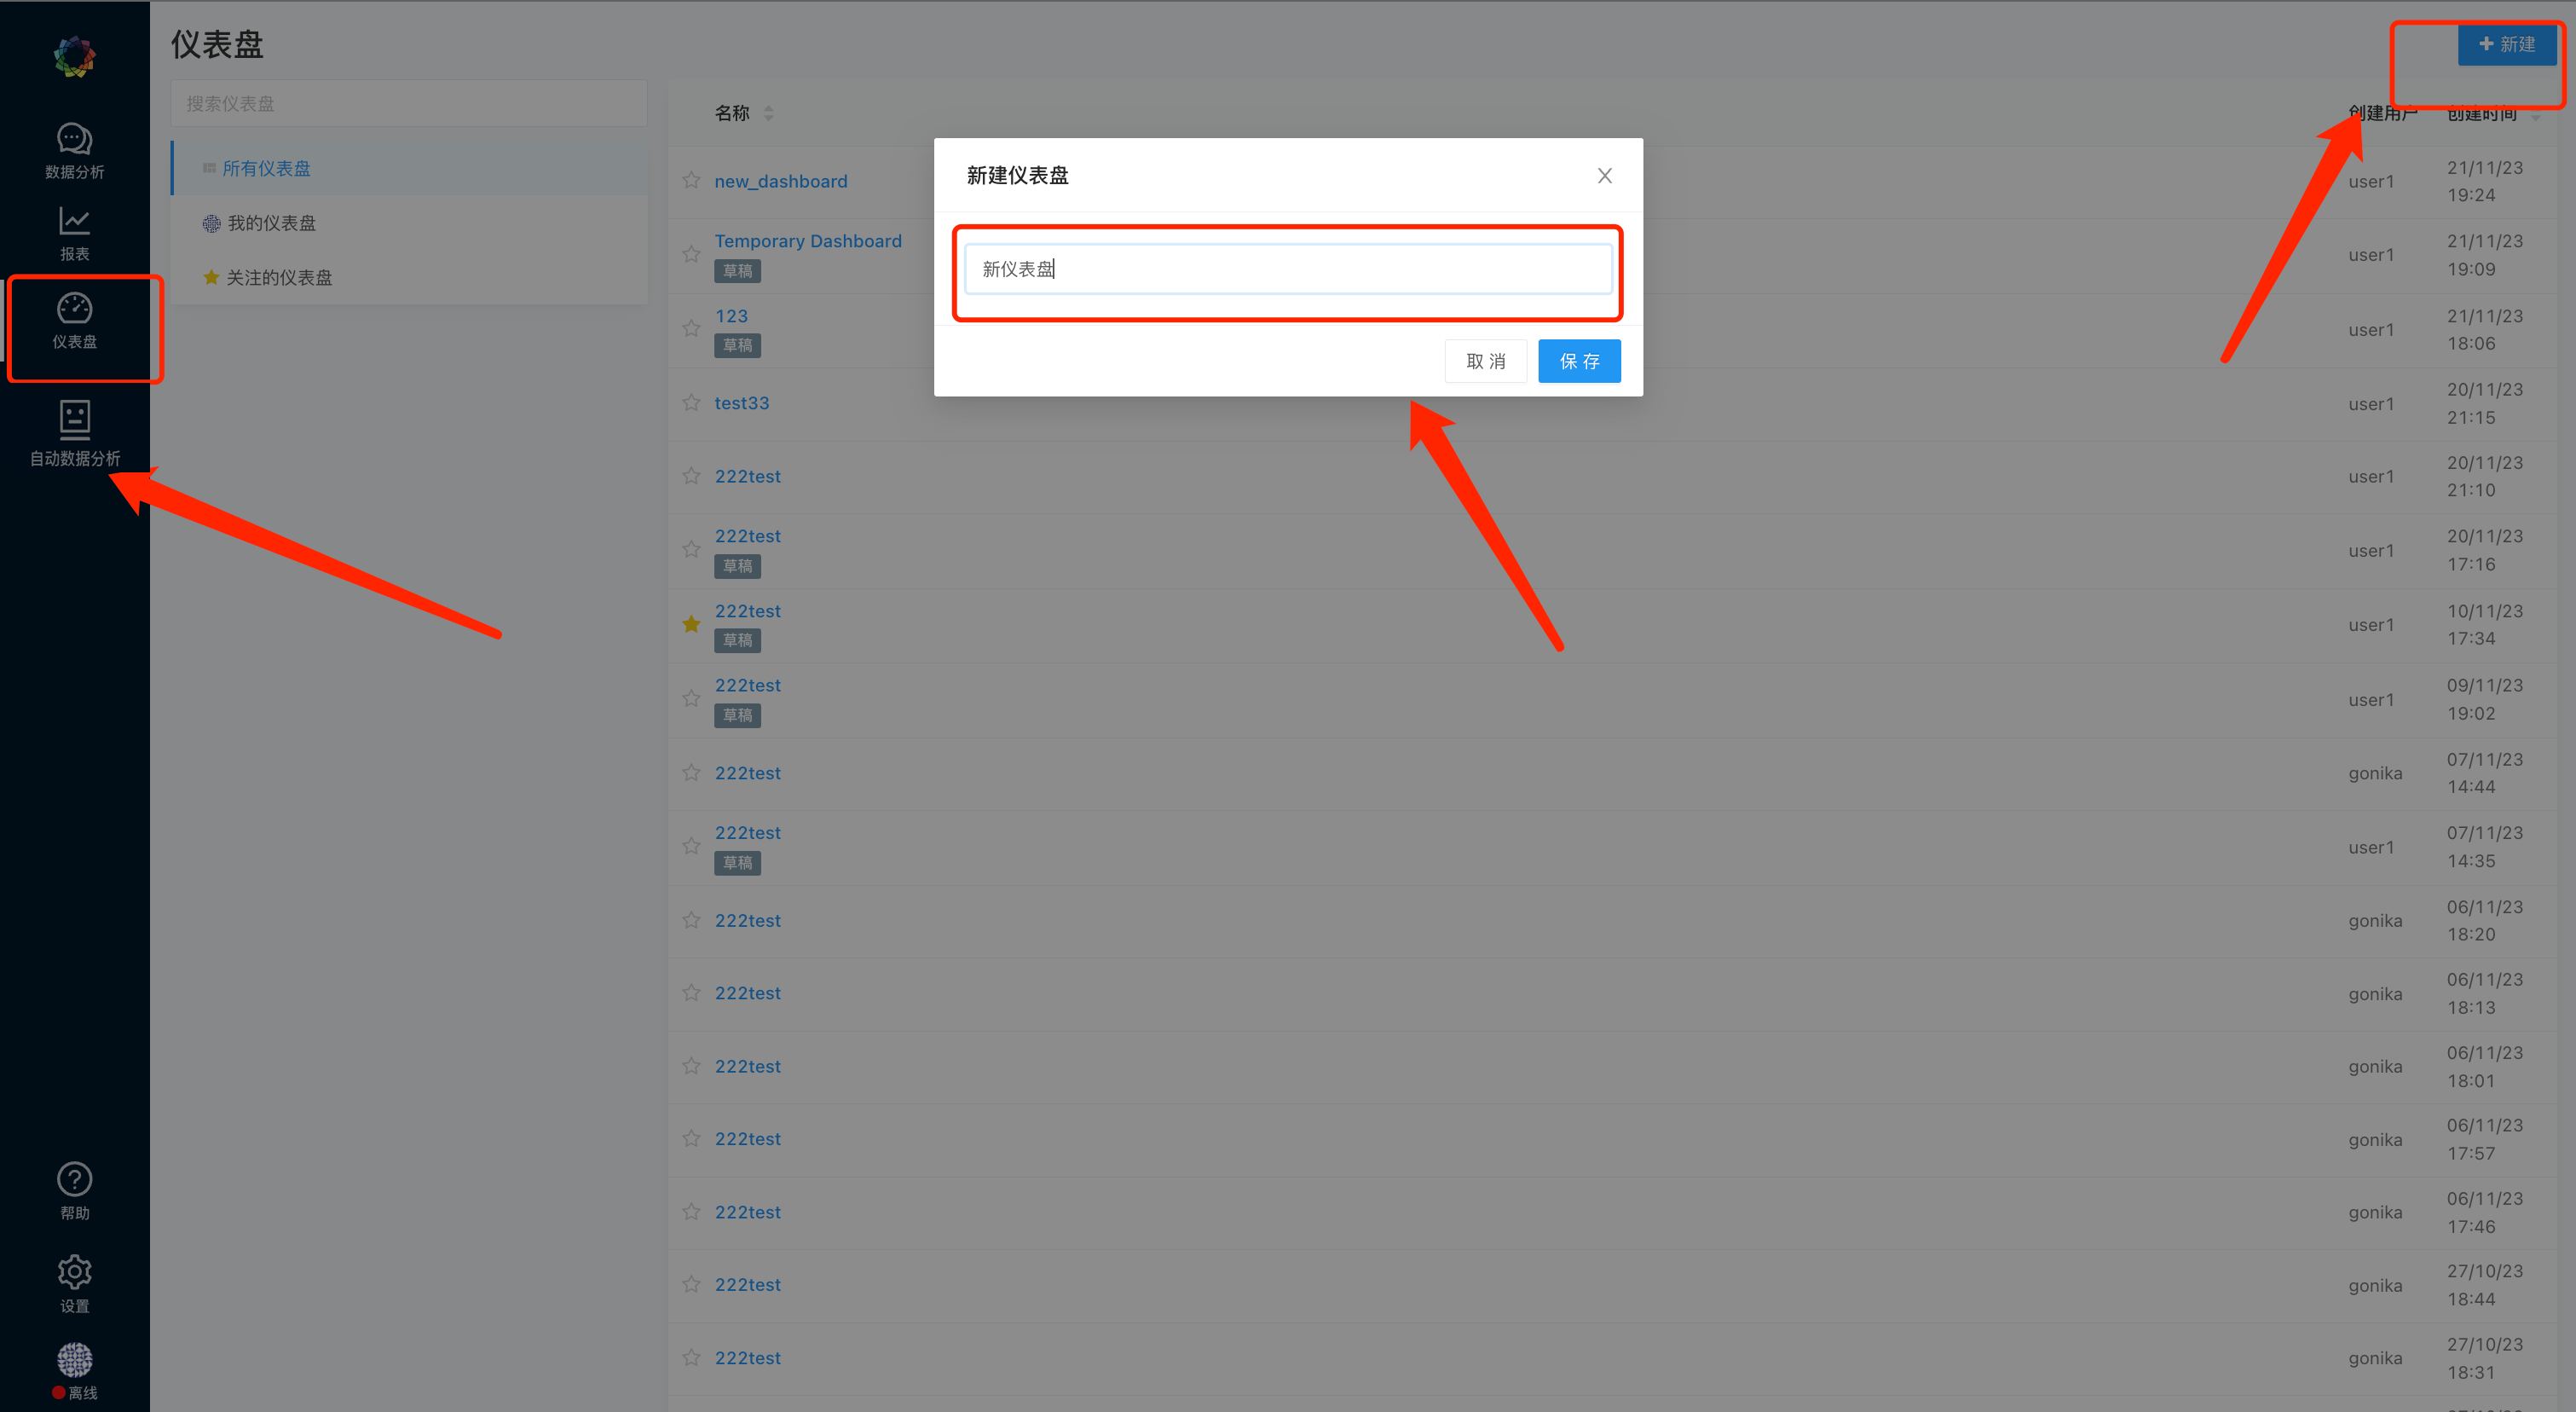 数据分析
报表
仪表盘
自动数据分析
帮助
设置
离线
仪表盘
+ 新建
搜索仪表盘
所有仪表盘
我的仪表盘
关注的仪表盘
名称
创建用户
创建时间
新建仪表盘
新仪表盘
取 消
保 存
new_dashboard
user1
21/11/23
19:24
Temporary Dashboard
草稿
user1
21/11/23
19:09
123
草稿
user1
21/11/23
18:06
test33
user1
20/11/23
21:15
222test
user1
20/11/23
21:10
222test
草稿
user1
20/11/23
17:16
222test
草稿
user1
10/11/23
17:34
222test
草稿
user1
09/11/23
19:02
222test
gonika
07/11/23
14:44
222test
草稿
user1
07/11/23
14:35
222test
gonika
06/11/23
18:20
222test
gonika
06/11/23
18:13
222test
gonika
06/11/23
18:01
222test
gonika
06/11/23
17:57
222test
gonika
06/11/23
17:46
222test
gonika
27/10/23
18:44
222test
gonika
27/10/23
18:31